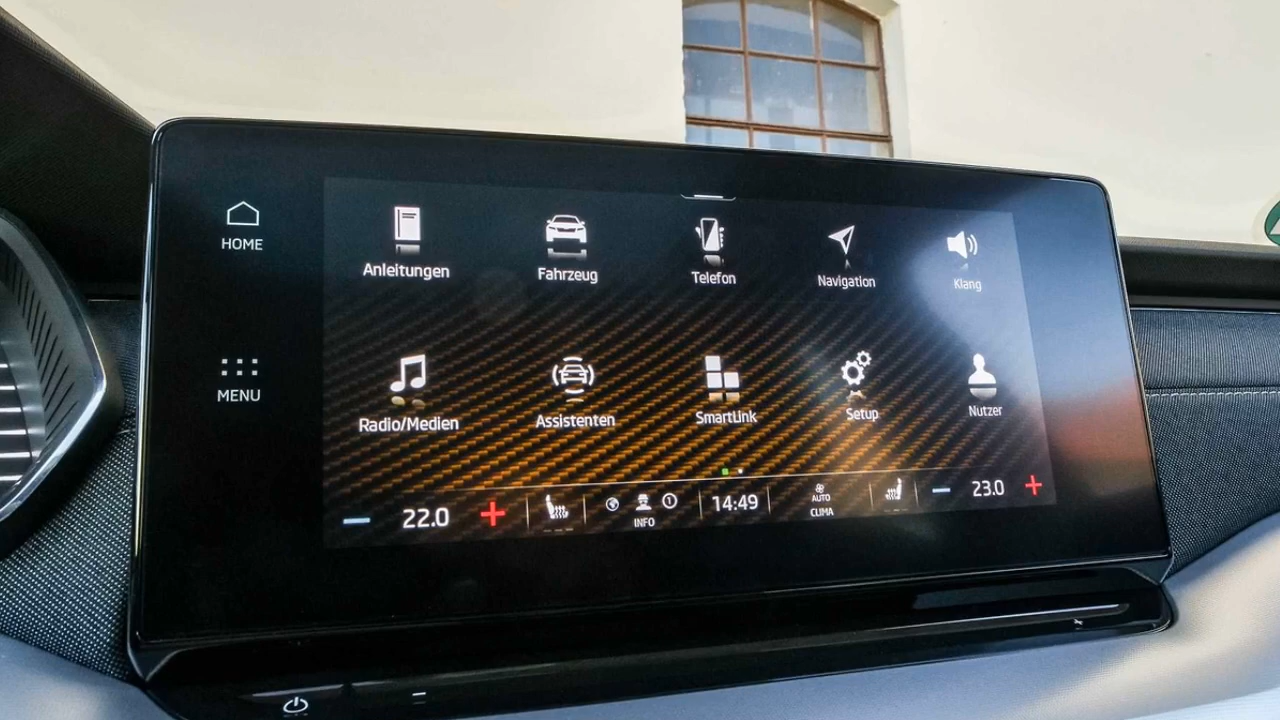 HOME
Anleitungen
Fahrzeug
Telefon
Navigation
Klang
MENU
Radio/Medien
Assistenten
SmartLink
Setup
Nutzer
22.0
1
INFO
14:49
AUTO
CLIMA
23.0